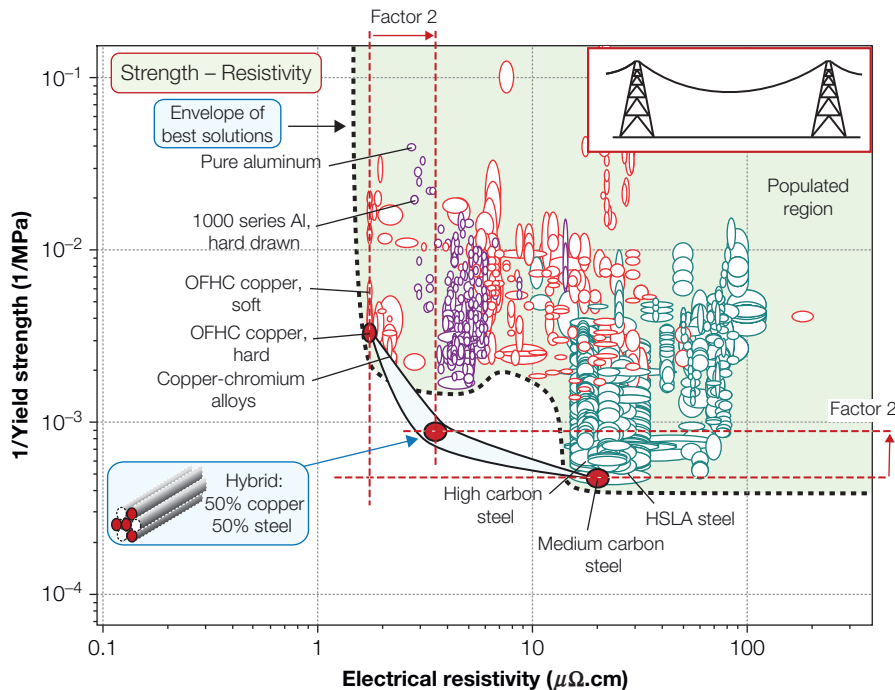 Factor 2
10⁻¹
Strength – Resistivity
Envelope of
best solutions
Pure aluminum
Populated
region
1000 series Al,
hard drawn
10⁻²
OFHC copper,
soft
OFHC copper,
hard
Copper-chromium
alloys
1/Yield strength (1/MPa)
10⁻³
Factor 2
Hybrid:
50% copper
50% steel
High carbon
steel
HSLA steel
Medium carbon
steel
10⁻⁴
0.1
1
10
100
Electrical resistivity (μΩ.cm)